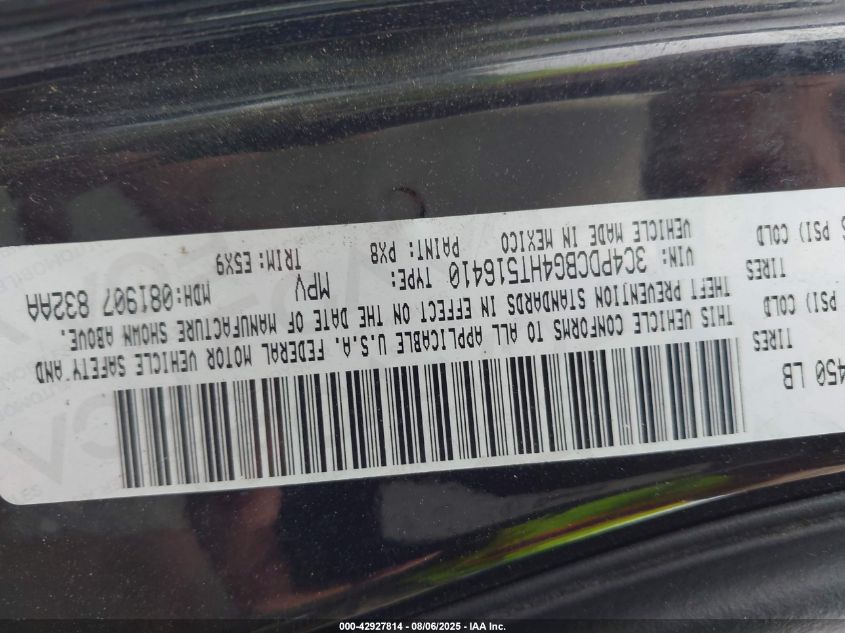 450 LB
TIRES
PSI) COLD
TIRES
S PSI) COLD
THIS VEHICLE CONFORMS TO ALL APPLICABLE U.S.A. FEDERAL MOTOR VEHICLE SAFETY AND
THEFT PREVENTION STANDARDS IN EFFECT ON THE DATE OF MANUFACTURE SHOWN ABOVE.
VIN: 3C4PDCBG4HT516410 TYPE: MPV MDH:081907 832AA
VEHICLE MADE IN MEXICO PAINT: PX8 TRIM: E5X9
000-42927814 - 08/06/2025 - IAA Inc.